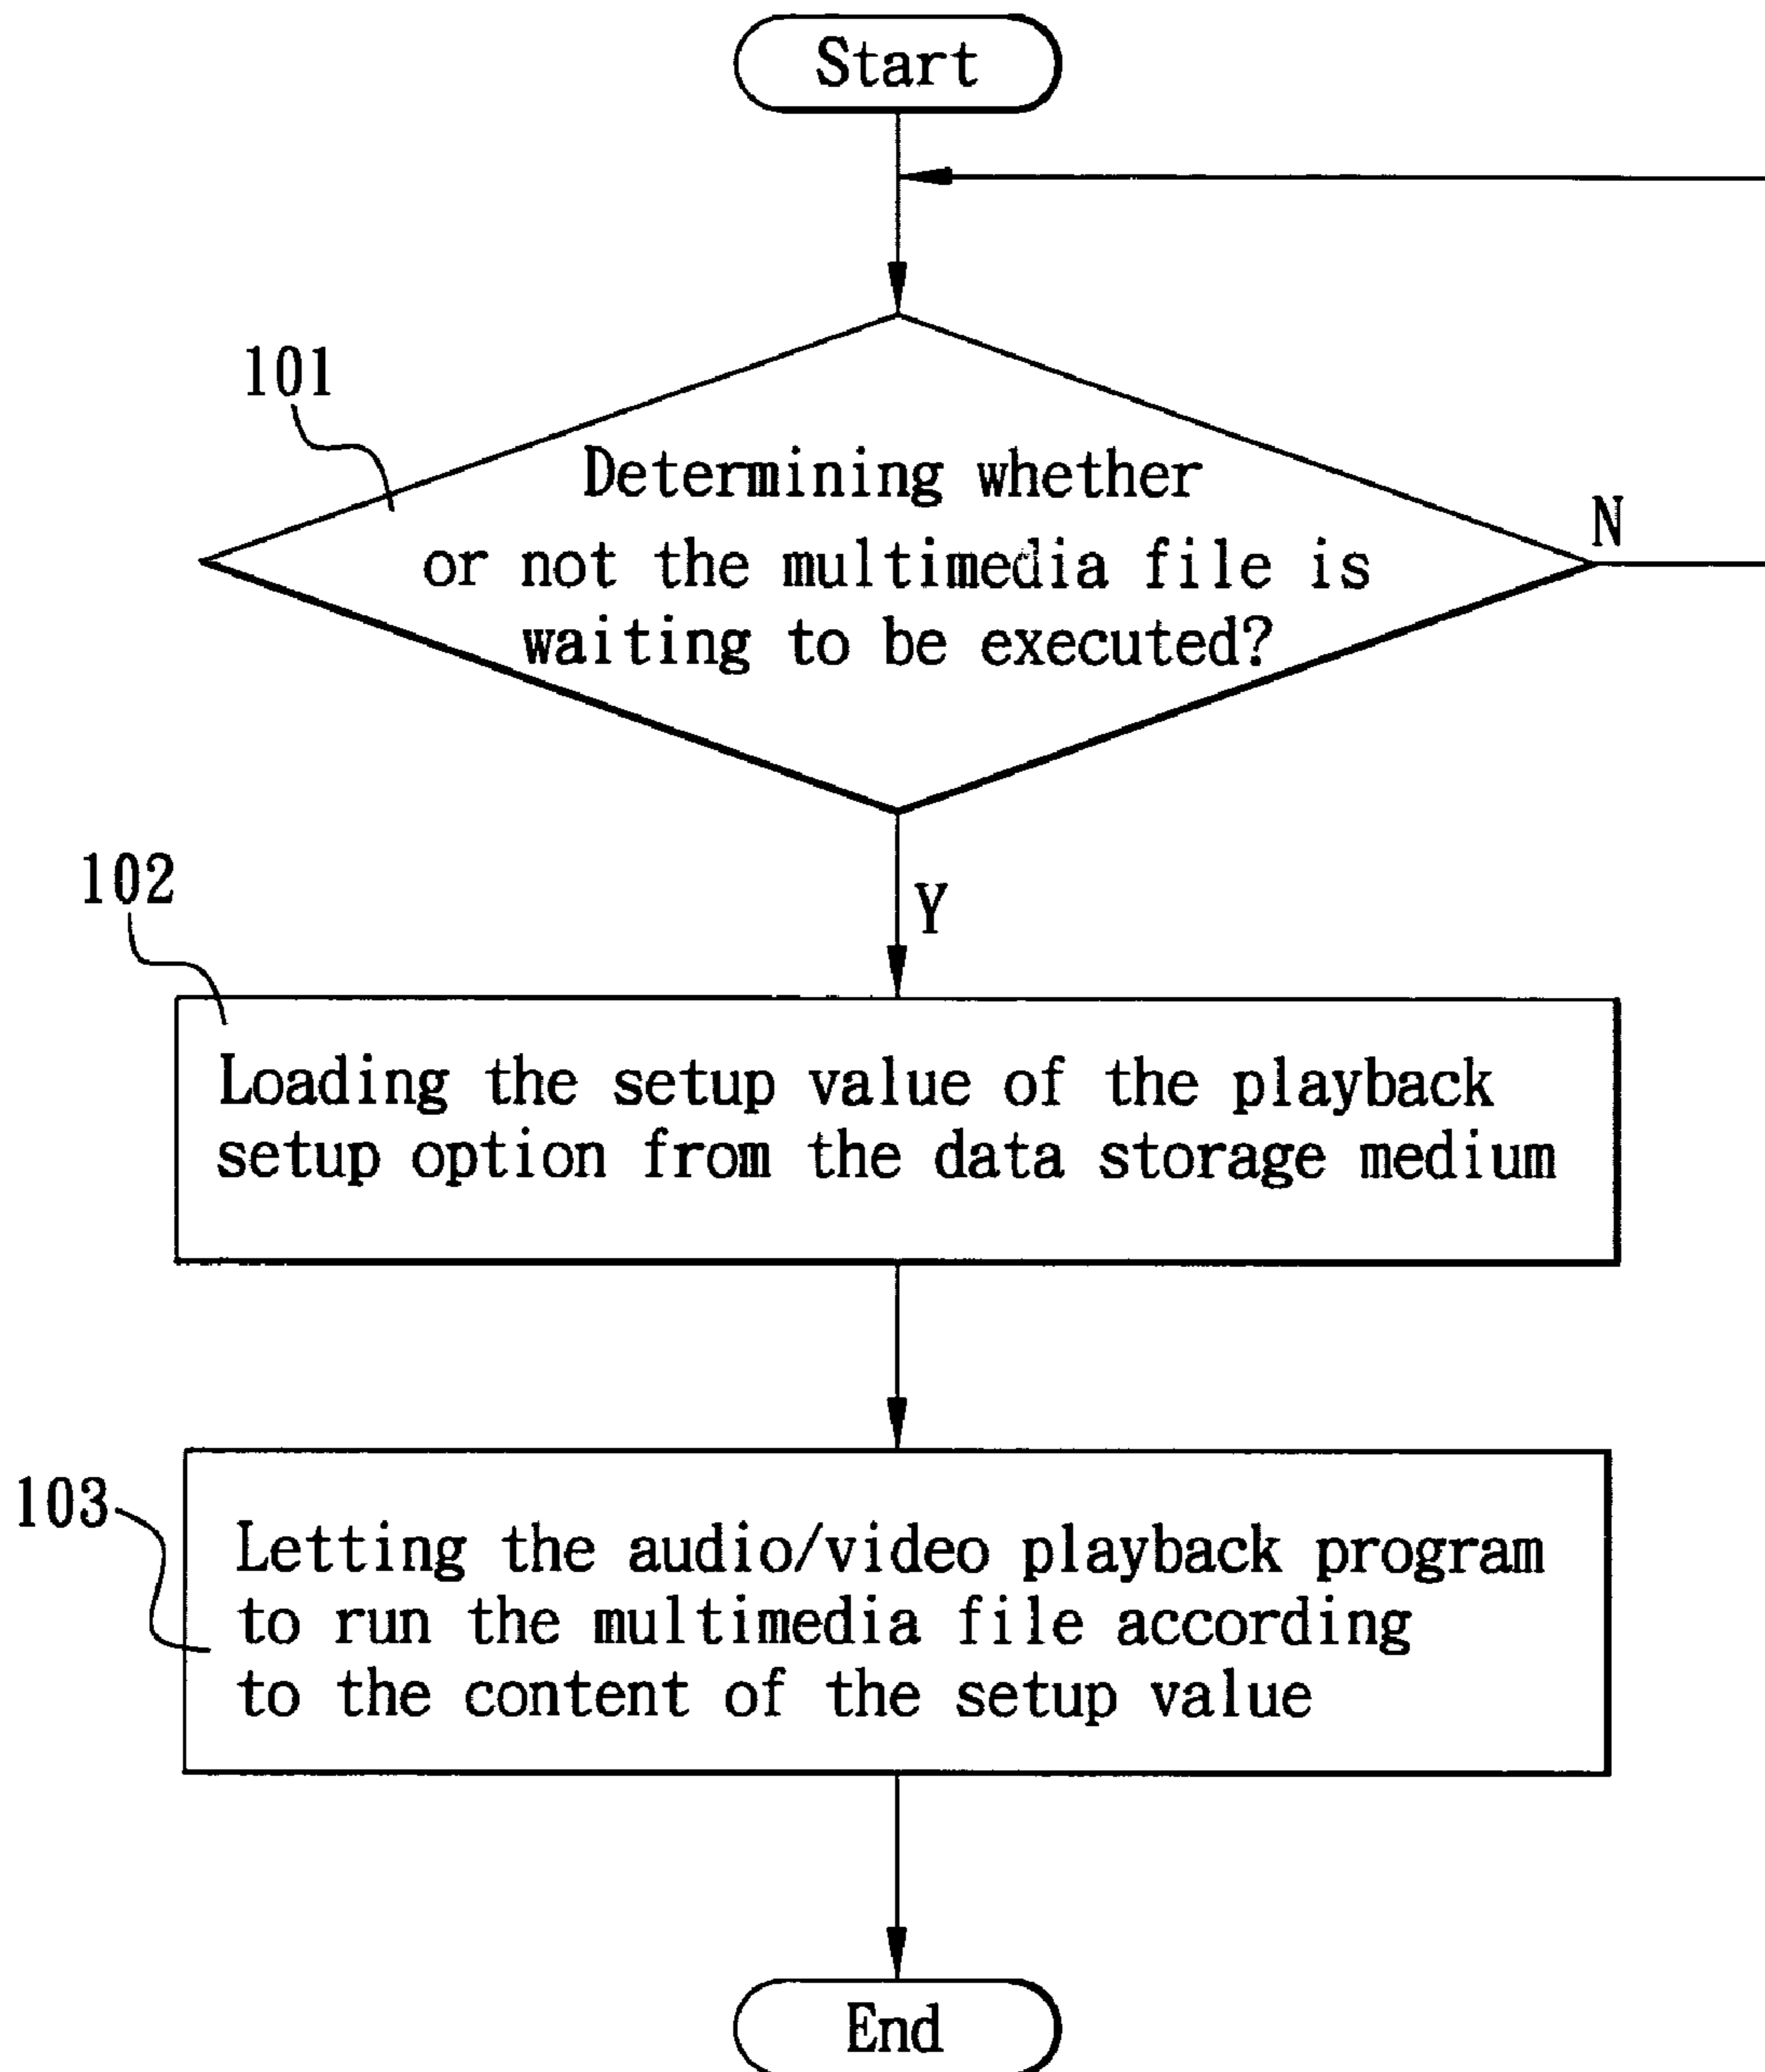 Start
101
Determining whether
or not the multimedia file is
waiting to be executed?
N
102
Y
Loading the setup value of the playback
setup option from the data storage medium
103
Letting the audio/video playback program
to run the multimedia file according
to the content of the setup value
End